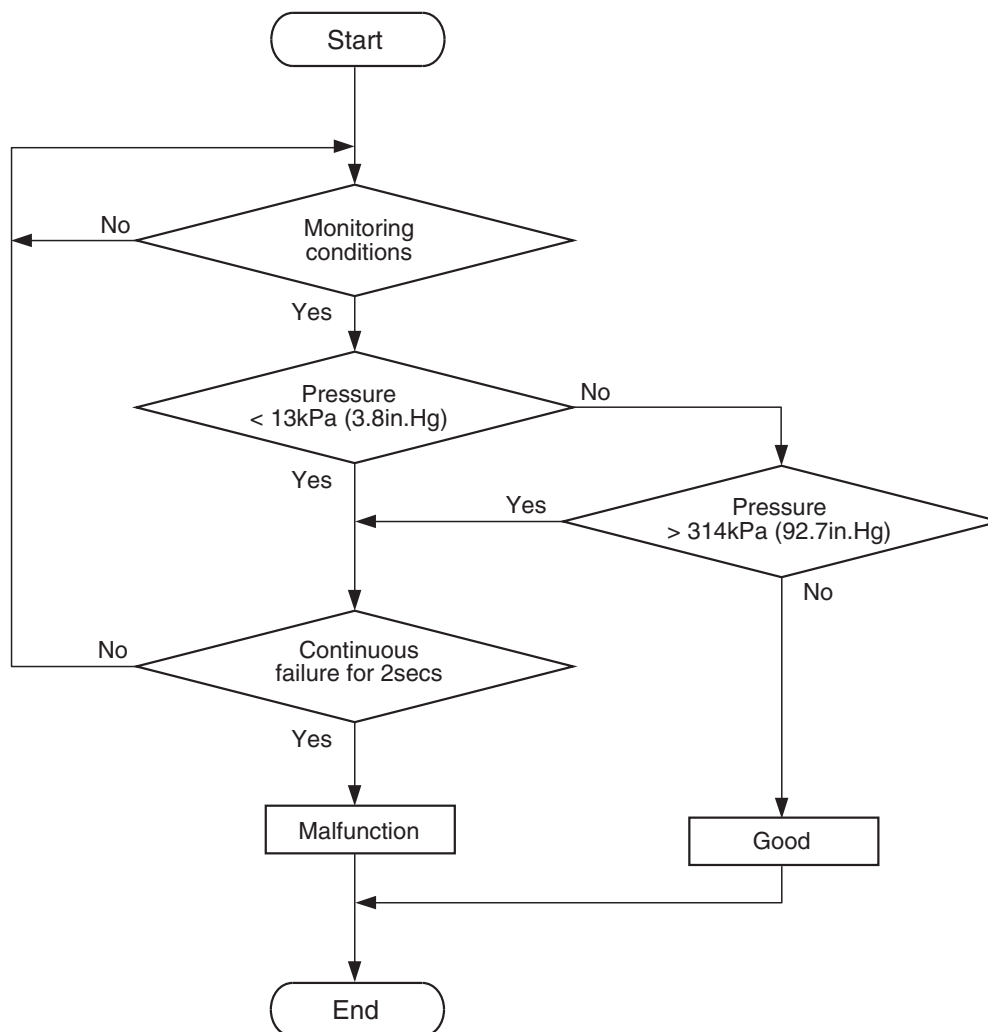 Start
No
Monitoring
conditions
Yes
Pressure
< 13kPa (3.8in.Hg)
No
Yes
Yes
Pressure
> 314kPa (92.7in.Hg)
No
No
Continuous
failure for 2secs
Yes
Malfunction
Good
End